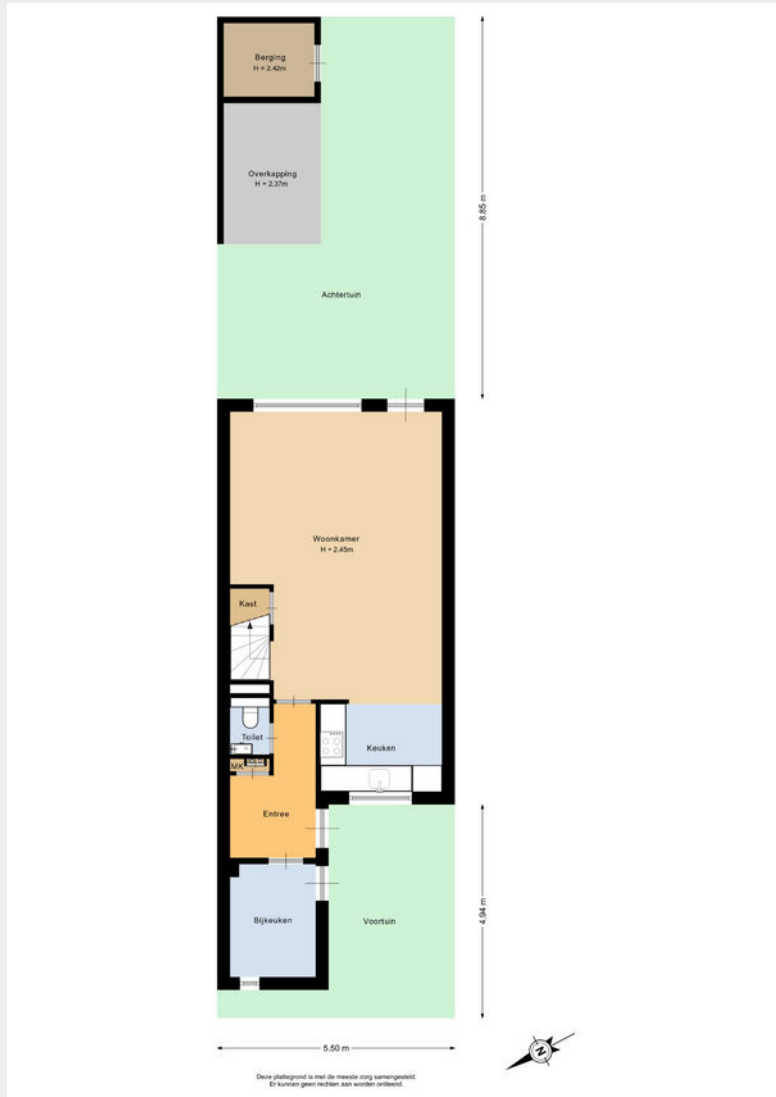 Berging
H = 2.42m
Overkapping
H = 2.37m
8.85 m
Achtertuin
Woonkamer
H = 2.45m
Kast
Toilet
Keuken
MK
Entree
Bijkeuken
Voortuin
4.94 m
5.50 m
N
Deze plattegrond is met de meeste zorg samengesteld.
Er kunnen geen rechten aan worden ontleend.